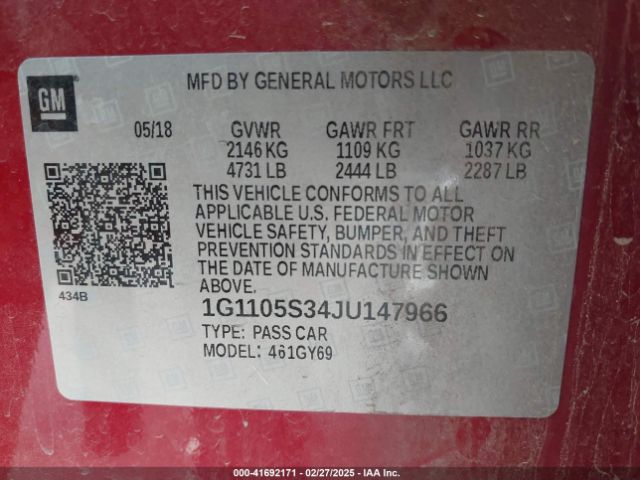 MFD BY GENERAL MOTORS LLC
GM
05/18 GVWR GAWR FRT GAWR RR
2146 KG 1109 KG 1037 KG
4731 LB 2444 LB 2287 LB
THIS VEHICLE CONFORMS TO ALL
APPLICABLE U.S. FEDERAL MOTOR
VEHICLE SAFETY, BUMPER, AND THEFT
PREVENTION STANDARDS IN EFFECT ON
THE DATE OF MANUFACTURE SHOWN
ABOVE.
434B
1G1105S34JU147966
TYPE: PASS CAR
MODEL: 461GY69
000-41692171 | 02/27/2025 | IAA Inc.